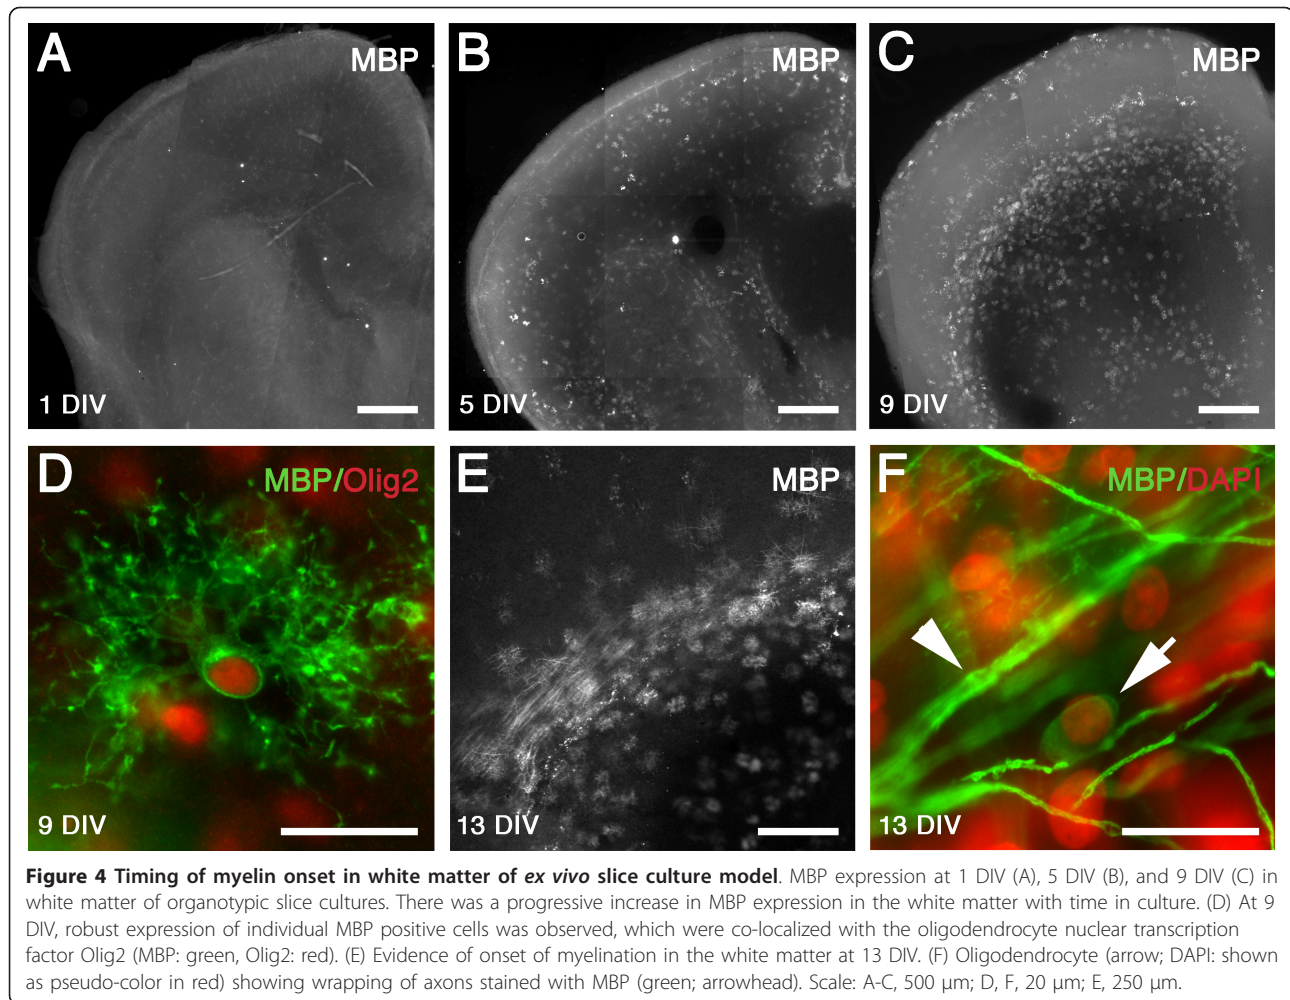 A
MBP
1 DIV
B
MBP
5 DIV
C
MBP
9 DIV
D
MBP/Olig2
9 DIV
E
MBP
13 DIV
F
MBP/DAPI
13 DIV
Figure 4 Timing of myelin onset in white matter of ex vivo slice culture model. MBP expression at 1 DIV (A), 5 DIV (B), and 9 DIV (C) in
white matter of organotypic slice cultures. There was a progressive increase in MBP expression in the white matter with time in culture. (D) At 9
DIV, robust expression of individual MBP positive cells was observed, which were co-localized with the oligodendrocyte nuclear transcription
factor Olig2 (MBP: green, Olig2: red). (E) Evidence of onset of myelination in the white matter at 13 DIV. (F) Oligodendrocyte (arrow; DAPI: shown
as pseudo-color in red) showing wrapping of axons stained with MBP (green; arrowhead). Scale: A-C, 500 μm; D, F, 20 μm; E, 250 μm.